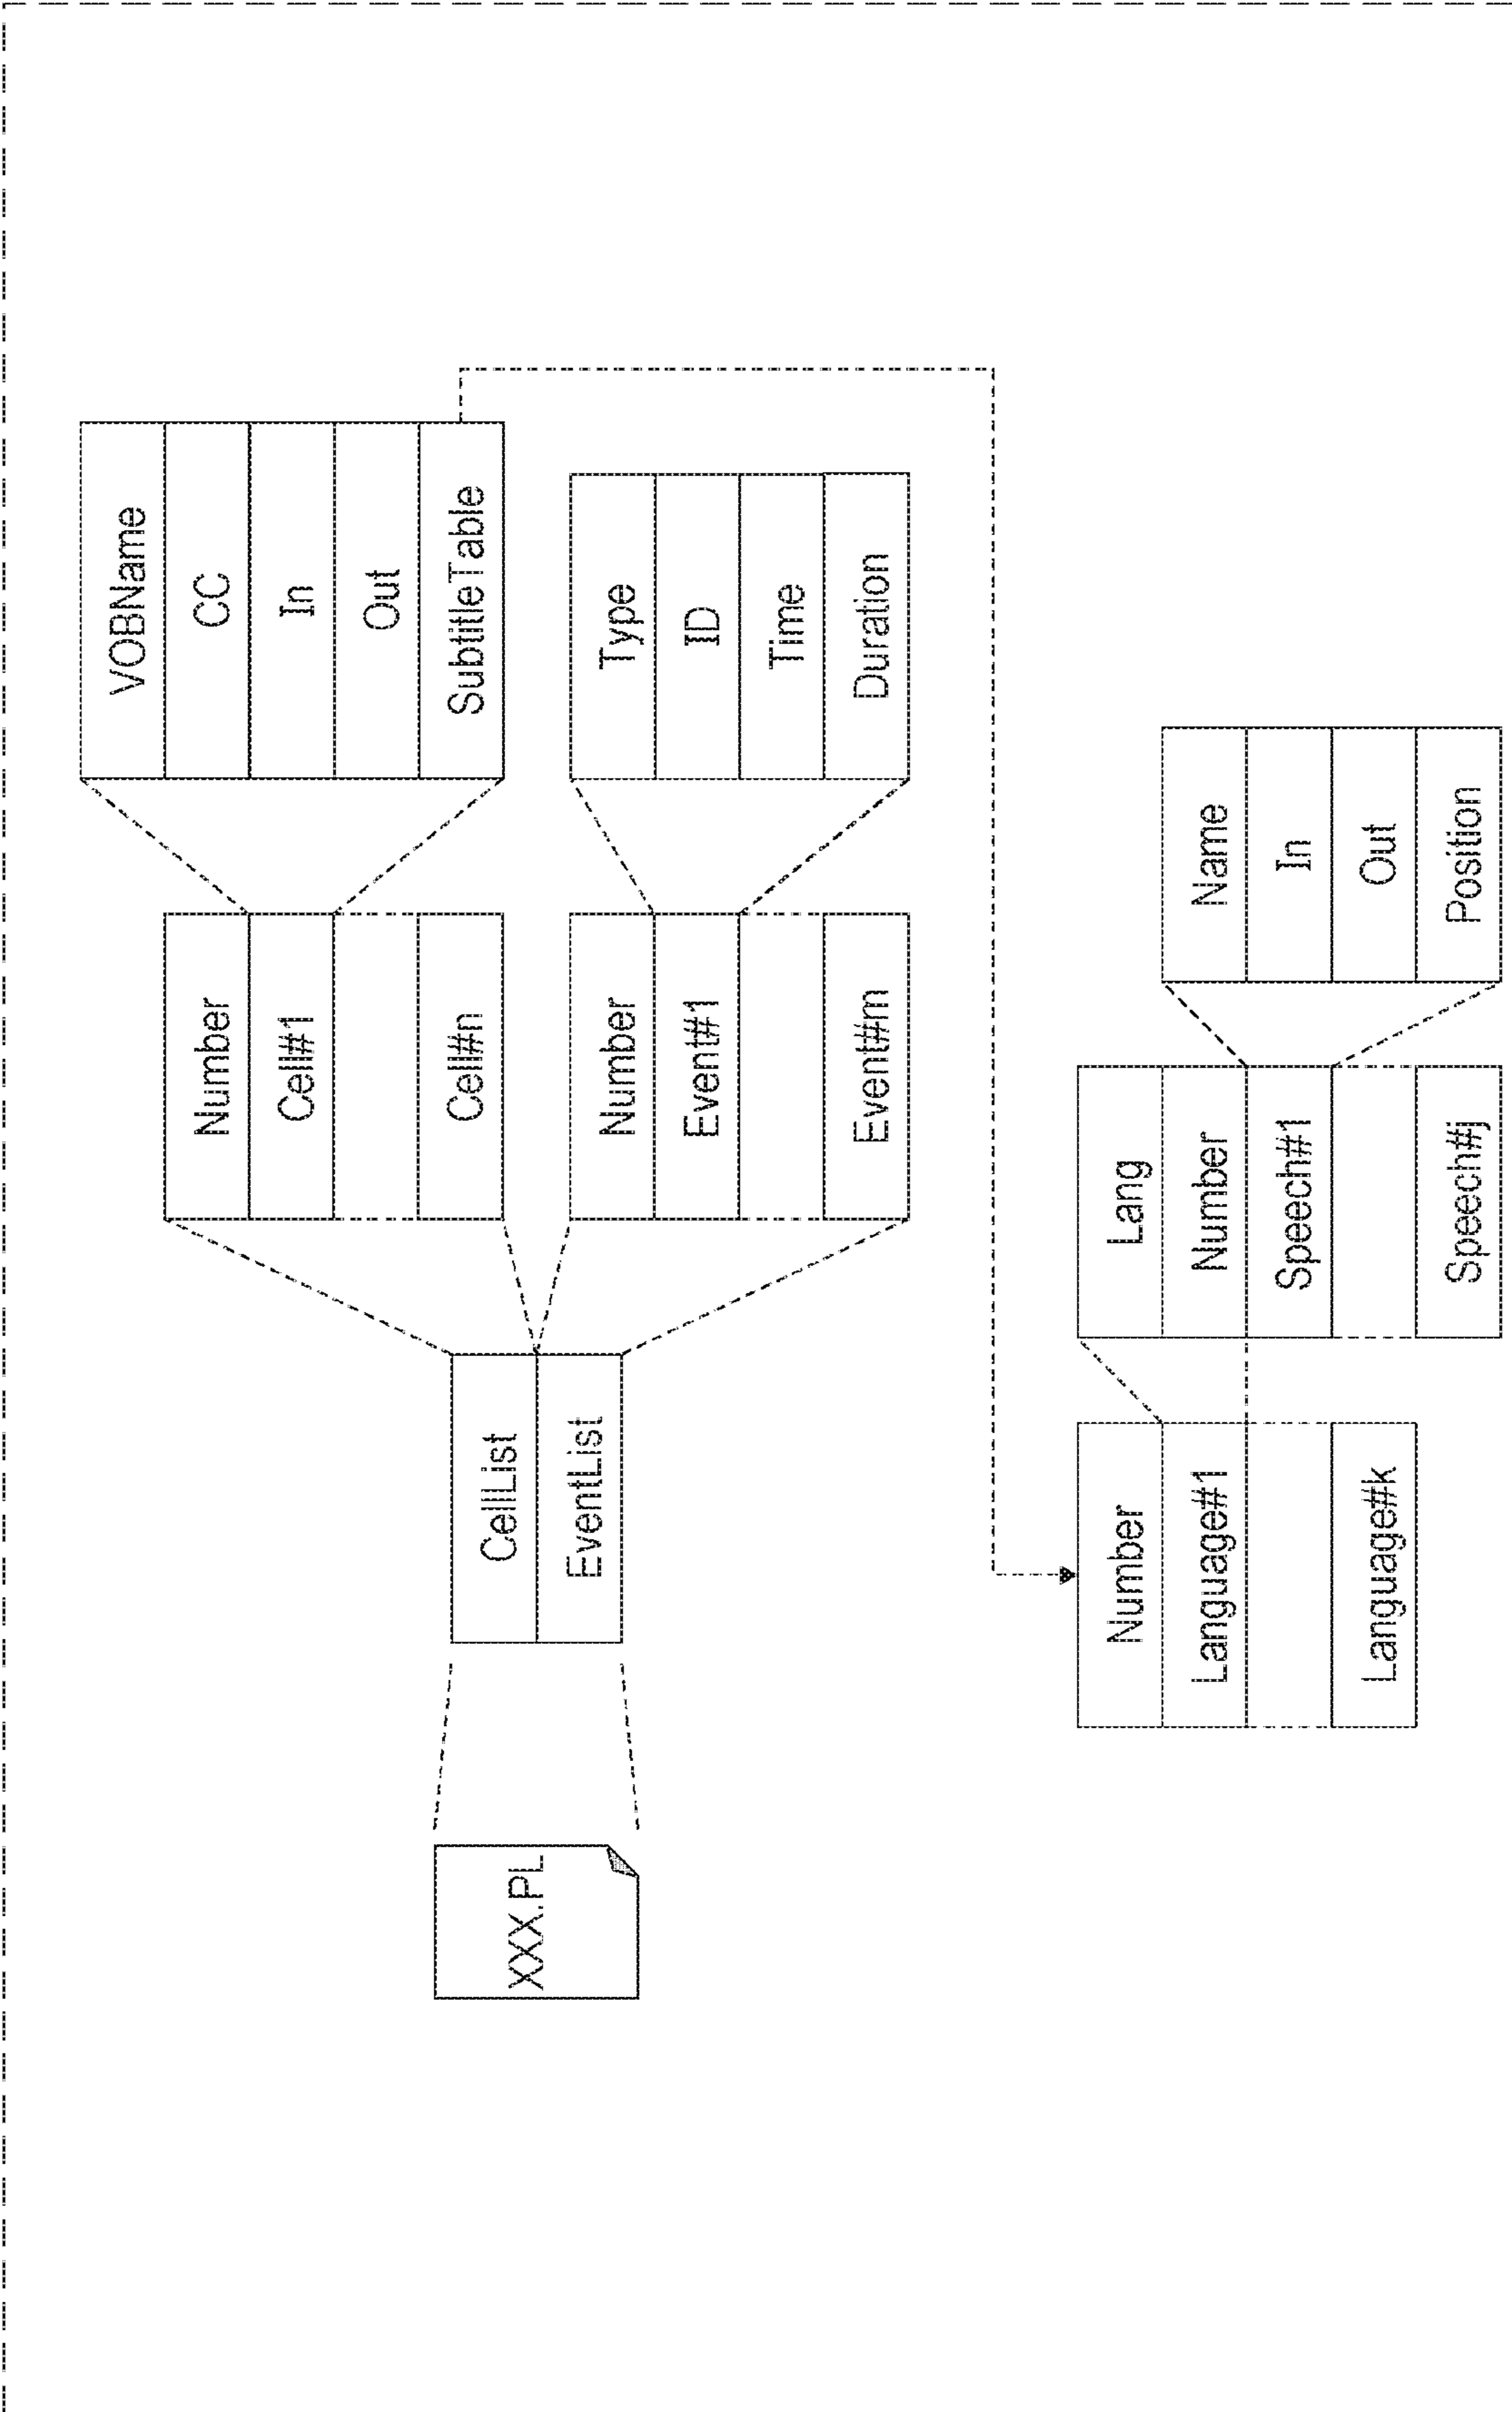 XXX.PL
CellList
EventList
Number
Cell#1
Cell#n
VOBName
CC
In
Out
SubtitleTable
Number
Event#1
Event#m
Type
ID
Time
Duration
Number
Language#1
Language#k
Lang
Number
Speech#1
Speech#j
Name
In
Out
Position